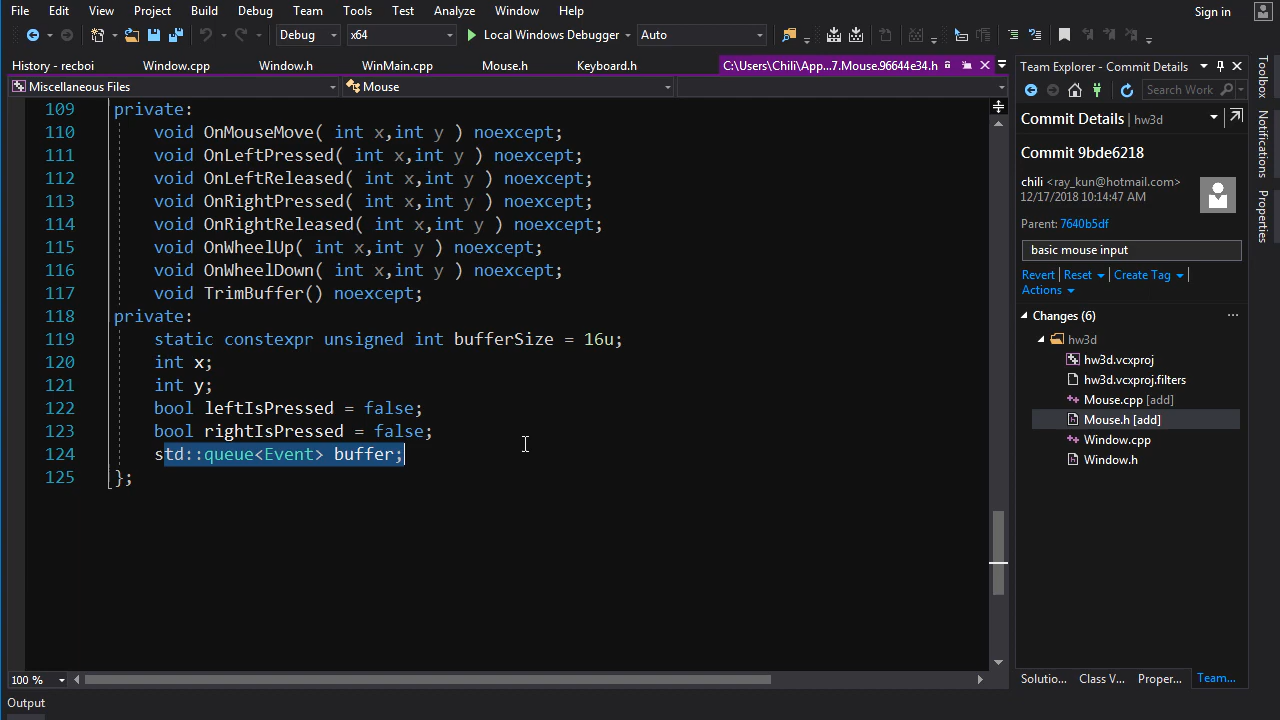 File Edit View Project Build Debug Team Tools Test Analyze Window Help Sign in
Debug x64 Local Windows Debugger Auto
History - recboi Window.cpp Window.h WinMain.cpp Mouse.h Keyboard.h C:\Users\Chili\App...7.Mouse.96644e34.h
Miscellaneous Files Mouse
109 private:
110 void OnMouseMove( int x,int y ) noexcept;
111 void OnLeftPressed( int x,int y ) noexcept;
112 void OnLeftReleased( int x,int y ) noexcept;
113 void OnRightPressed( int x,int y ) noexcept;
114 void OnRightReleased( int x,int y ) noexcept;
115 void OnWheelUp( int x,int y ) noexcept;
116 void OnWheelDown( int x,int y ) noexcept;
117 void TrimBuffer() noexcept;
118 private:
119 static constexpr unsigned int bufferSize = 16u;
120 int x;
121 int y;
122 bool leftIsPressed = false;
123 bool rightIsPressed = false;
124 std::queue<Event> buffer;
125 };
100 %
Output
Team Explorer - Commit Details
Search Work
Commit Details | hw3d
Commit 9bde6218
chili <ray_kun@hotmail.com>
12/17/2018 10:14:47 AM
Parent: 7640b5df
basic mouse input
Revert | Reset | Create Tag |
Actions
Changes (6) ...
hw3d
hw3d.vcxproj
hw3d.vcxproj.filters
Mouse.cpp [add]
Mouse.h [add]
Window.cpp
Window.h
Solutio... Class V... Proper... Team...
Toolbox
Notifications
Properties